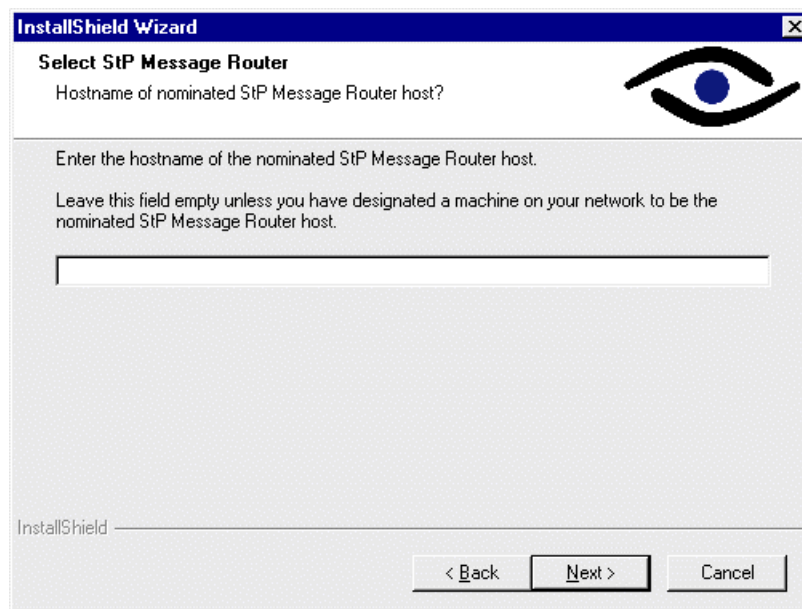 InstallShield Wizard
Select StP Message Router
Hostname of nominated StP Message Router host?
Enter the hostname of the nominated StP Message Router host.
Leave this field empty unless you have designated a machine on your network to be the
nominated StP Message Router host.
InstallShield
< Back
Next >
Cancel